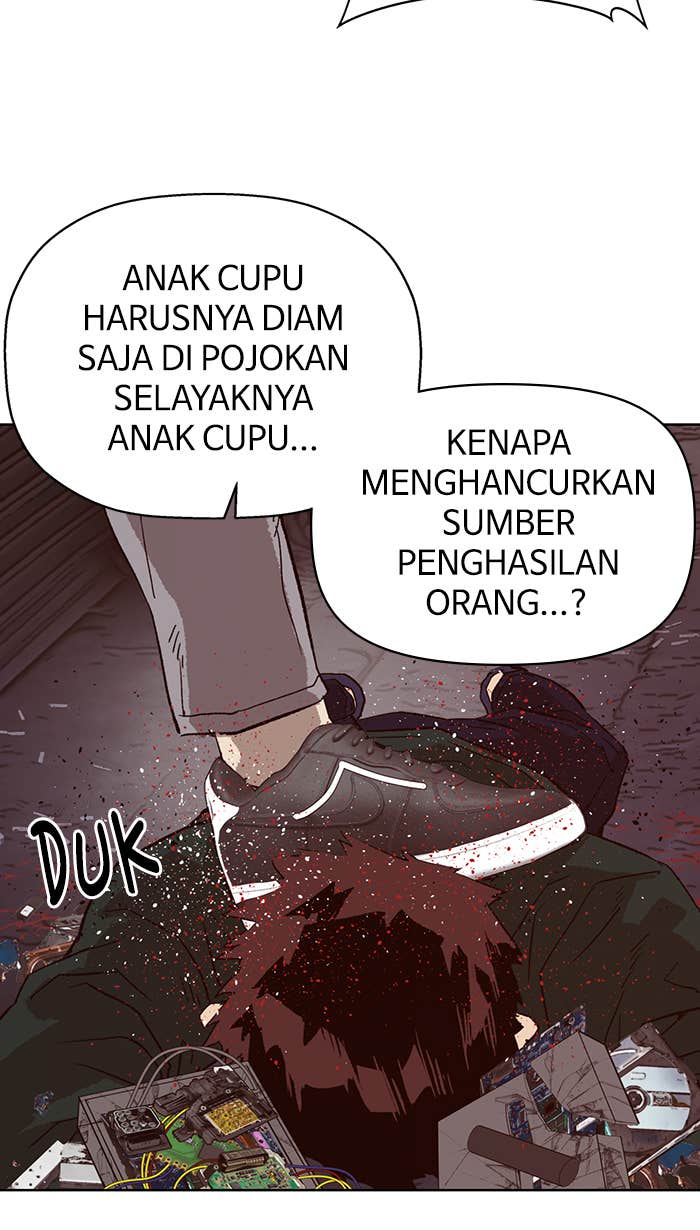 ANAK CUPU
HARUSNYA DIAM
SAJA DI POJOKAN
SELAYAKNYA
ANAK CUPU...
KENAPA
MENGHANCURKAN
SUMBER
PENGHASILAN
ORANG...?
DUK